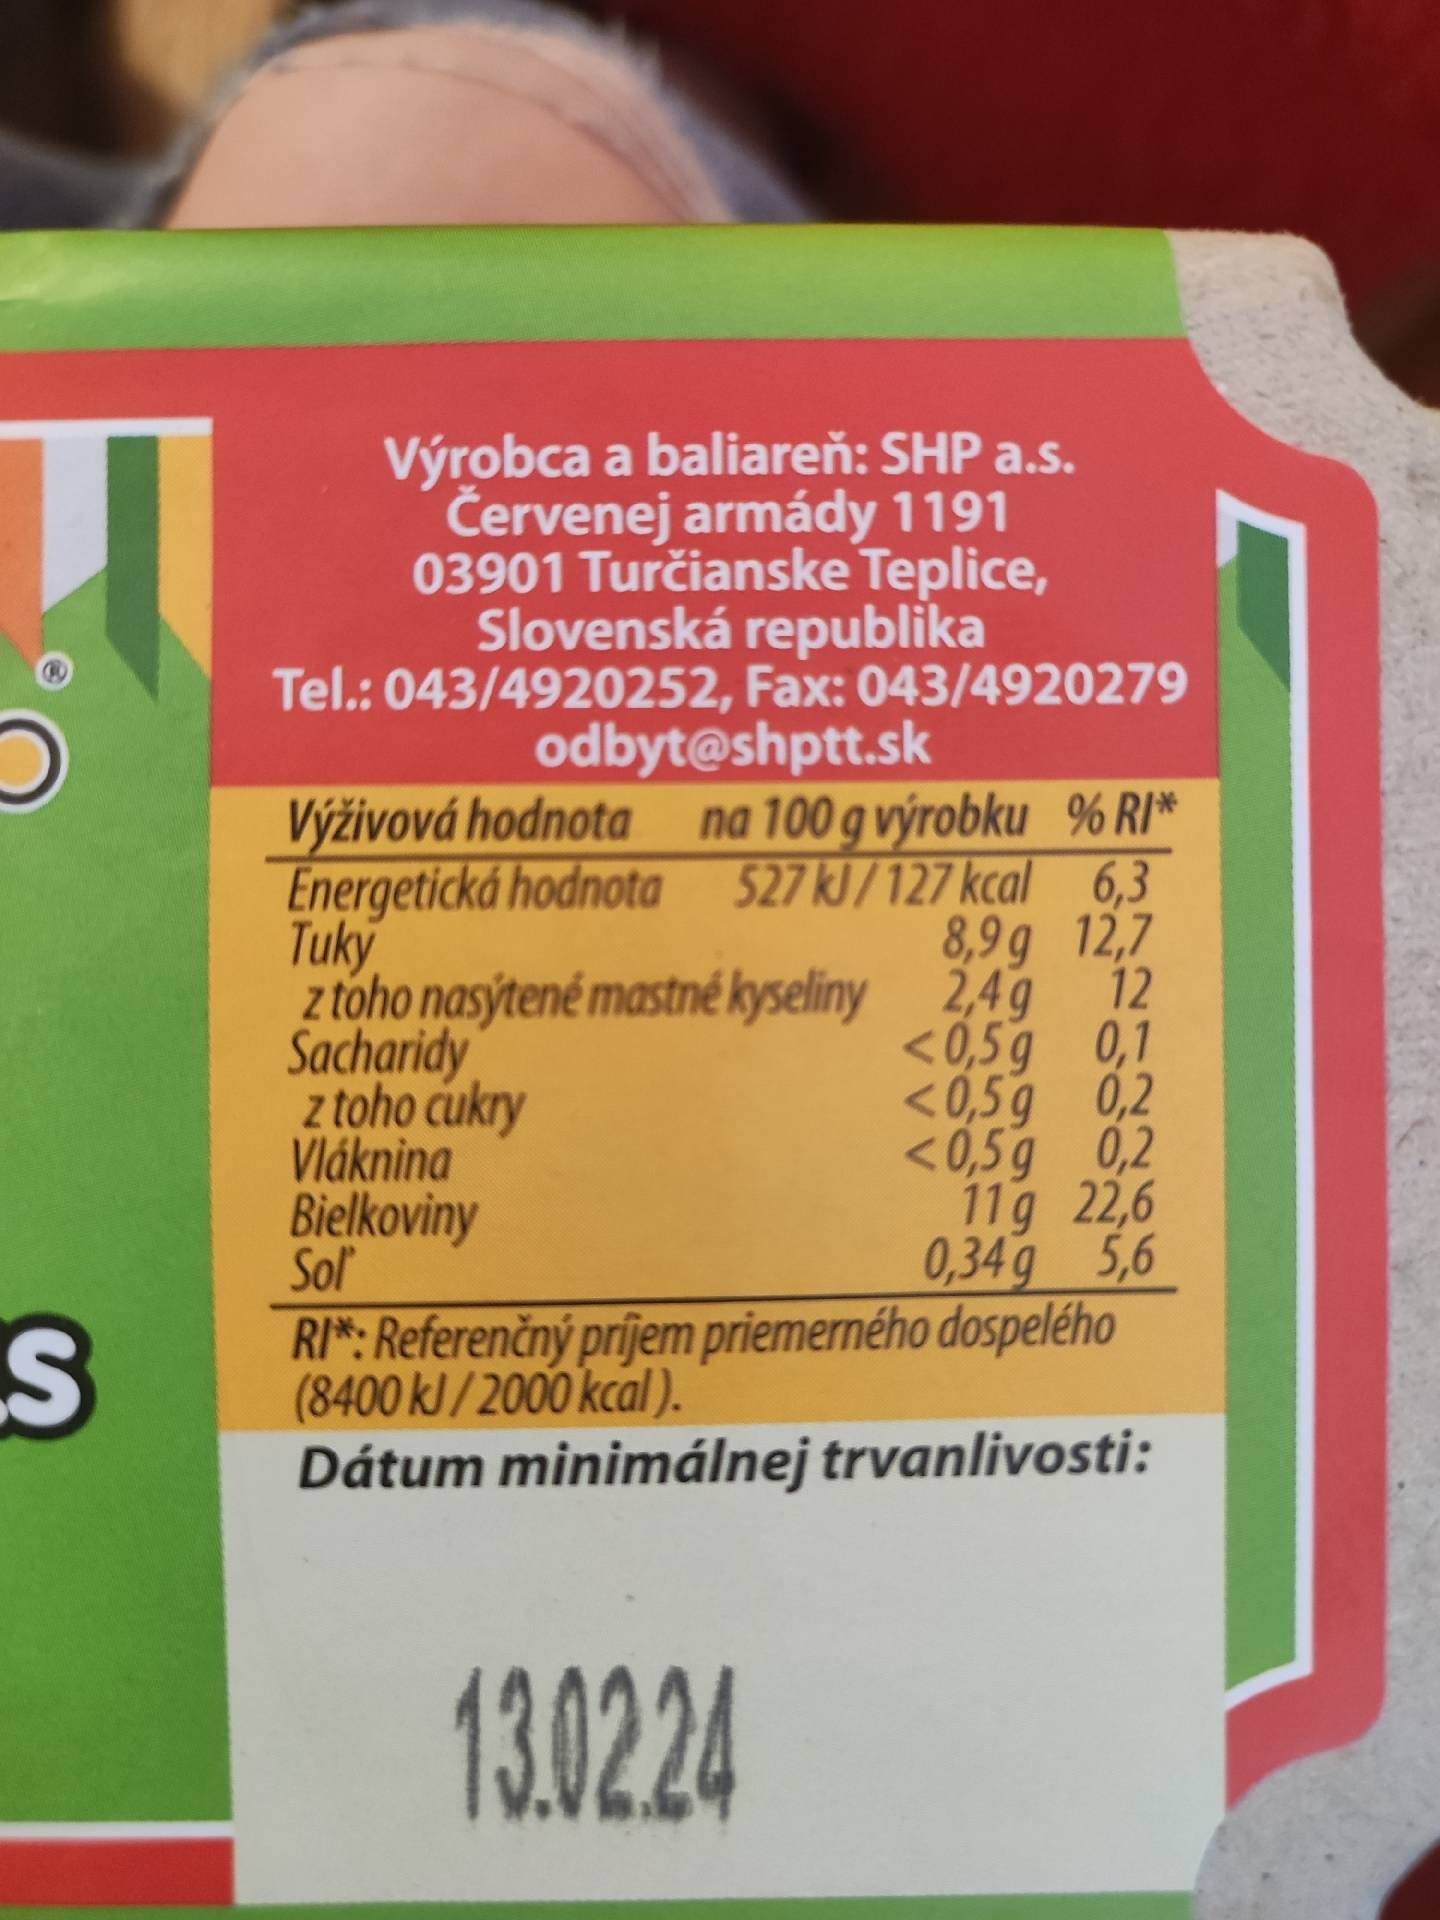 Výrobca a baliareň: SHP a.s.
Červenej armády 1191
03901 Turčianske Teplice,
Slovenská republika
Tel.: 043/4920252, Fax: 043/4920279
odbyt@shptt.sk
Výživová hodnota na 100 g výrobku % RI*
Energetická hodnota 527 kJ / 127 kcal 6,3
Tuky 8,9 g 12,7
z toho nasýtené mastné kyseliny 2,4 g 12
Sacharidy < 0,5 g 0,1
z toho cukry < 0,5 g 0,2
Vláknina < 0,5 g 0,2
Bielkoviny 11 g 22,6
Soľ 0,34 g 5,6
RI*: Referenčný príjem priemerného dospelého
(8400 kJ / 2000 kcal ).
Dátum minimálnej trvanlivosti:
13.02.24